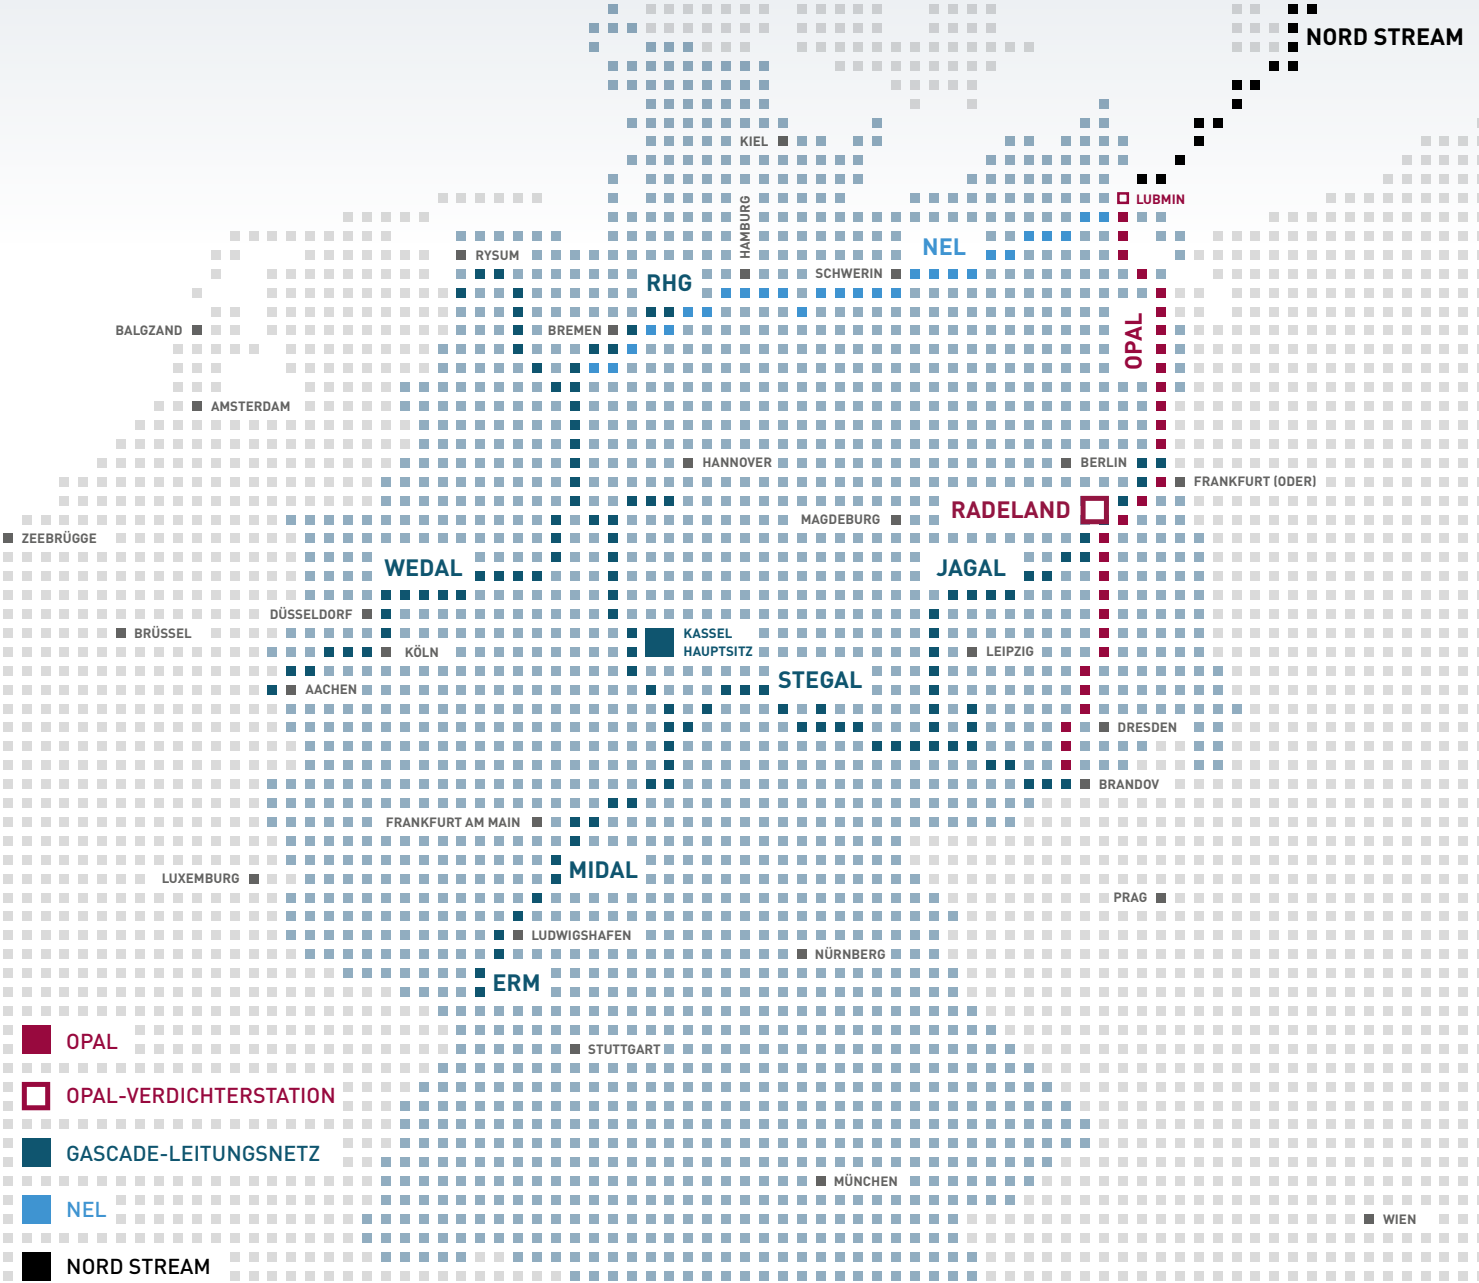 NORD STREAM
KIEL
LUBMIN
HAMBURG
NEL
RYSUM
SCHWERIN
RHG
BALGZAND
BREMEN
OPAL
AMSTERDAM
HANNOVER
BERLIN
FRANKFURT (ODER)
RADELAND
MAGDEBURG
ZEEBRÜGGE
WEDAL
JAGAL
DÜSSELDORF
BRÜSSEL
KASSEL
HAUPTSITZ
KÖLN
LEIPZIG
STEGAL
AACHEN
DRESDEN
BRANDOV
FRANKFURT AM MAIN
MIDAL
LUXEMBURG
PRAG
LUDWIGSHAFEN
NÜRNBERG
ERM
OPAL
STUTTGART
OPAL-VERDICHTERSTATION
GASCADE-LEITUNGSNETZ
MÜNCHEN
NEL
WIEN
NORD STREAM